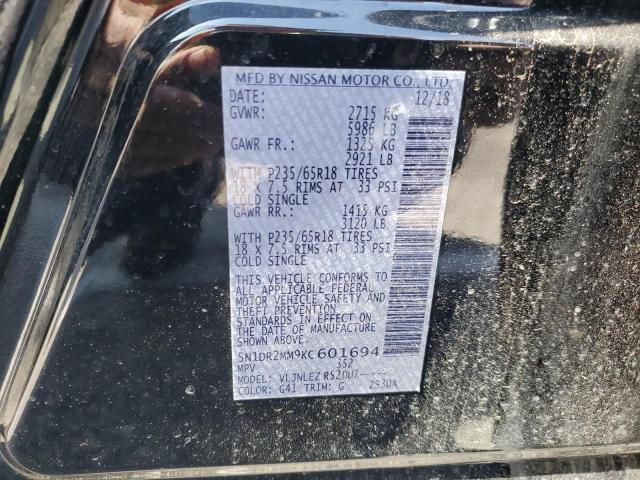 MFD BY NISSAN MOTOR CO., LTD.
DATE: 12/18
GVWR: 2715 KG
5986 LB
GAWR FR.: 1325 KG
2921 LB
WITH P235/65R18 TIRES
18 X 7.5 RIMS AT 33 PSI
COLD SINGLE
GAWR RR.: 1415 KG
3120 LB
WITH P235/65R18 TIRES
18 X 7.5 RIMS AT 33 PSI
COLD SINGLE
THIS VEHICLE CONFORMS TO
ALL APPLICABLE FEDERAL
MOTOR VEHICLE SAFETY AND
THEFT PREVENTION
STANDARDS IN EFFECT ON
THE DATE OF MANUFACTURE
SHOWN ABOVE.
5N1DR2MM9KC601694
MPV 352
MODEL: VLJNLEZ R52UU7-----
COLOR: G41 TRIM: G 2S30A